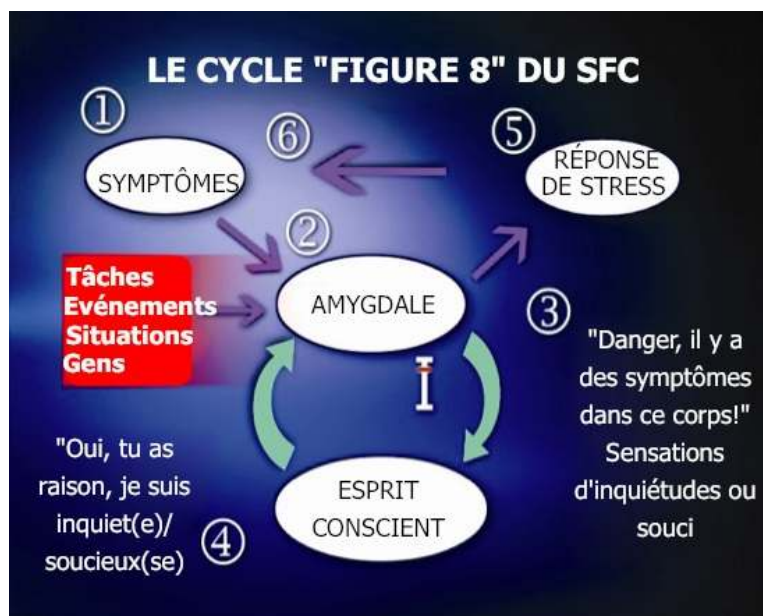 LE CYCLE "FIGURE 8" DU SFC
①
SYMPTÔMES
⑥
⑤
RÉPONSE
DE STRESS
②
AMYGDALE
Tâches
Evénements
Situations
Gens
③
"Danger, il y a
des symptômes
dans ce corps!"
Sensations
d'inquiétudes ou
souci
"Oui, tu as
raison, je suis
inquiet(e)/
soucieux(se)
④
ESPRIT
CONSCIENT